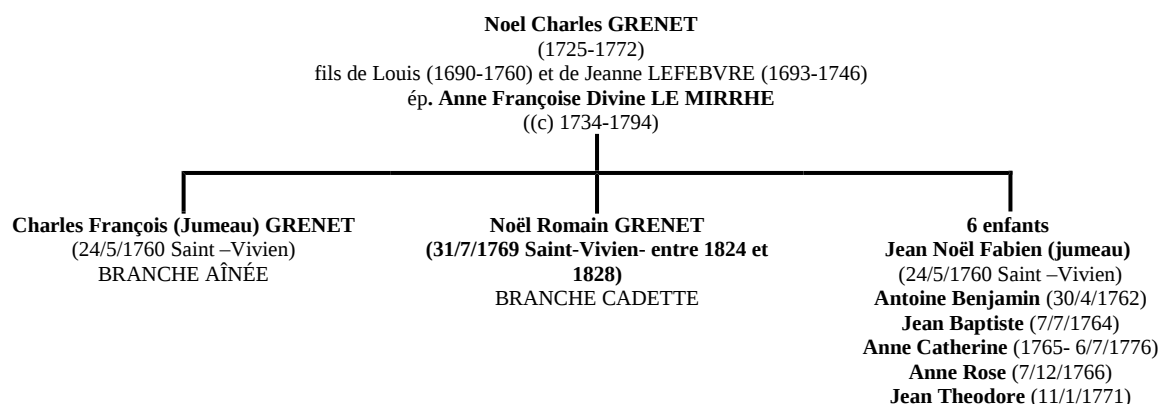 Noel Charles GRENET
(1725-1772)
fils de Louis (1690-1760) et de Jeanne LEFEBVRE (1693-1746)
ép. Anne Françoise Divine LE MIRRHE
((c) 1734-1794)
Charles François (Jumeau) GRENET
(24/5/1760 Saint –Vivien)
BRANCHE AÎNÉE
Noël Romain GRENET
(31/7/1769 Saint-Vivien- entre 1824 et
1828)
BRANCHE CADETTE
6 enfants
Jean Noël Fabien (jumeau)
(24/5/1760 Saint –Vivien)
Antoine Benjamin (30/4/1762)
Jean Baptiste (7/7/1764)
Anne Catherine (1765- 6/7/1776)
Anne Rose (7/12/1766)
Jean Theodore (11/1/1771)